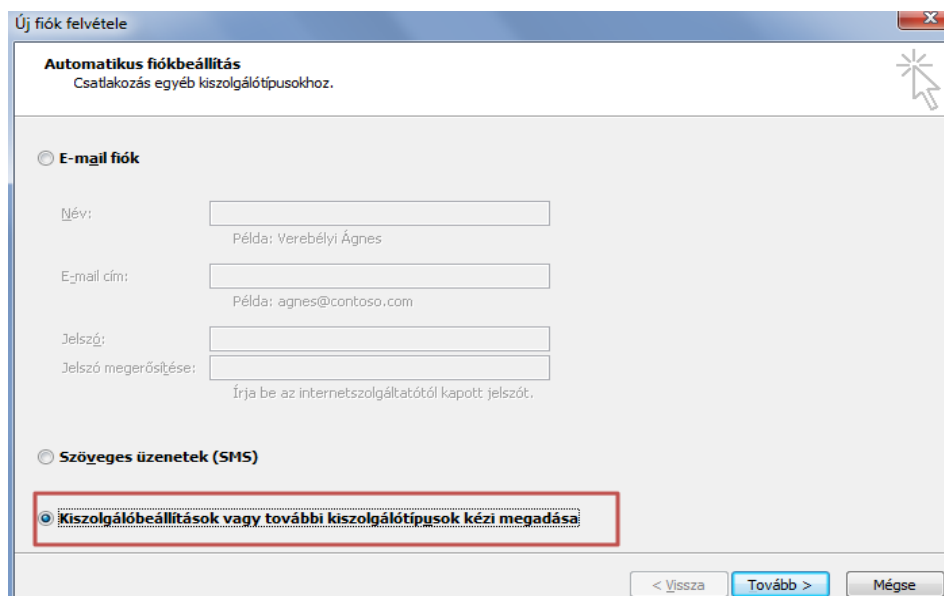 Új fiók felvétele
Automatikus fiókbeállítás
Csatlakozás egyéb kiszolgálótípusokhoz.
E-mail fiók
Név:
Példa: Verebélyi Ágnes
E-mail cím:
Példa: agnes@contoso.com
Jelszó:
Jelszó megerősítése:
Írja be az internetszolgáltatótól kapott jelszót.
Szöveges üzenetek (SMS)
Kiszolgálóbeállítások vagy további kiszolgálótípusok kézi megadása
< Vissza Tovább > Mégse